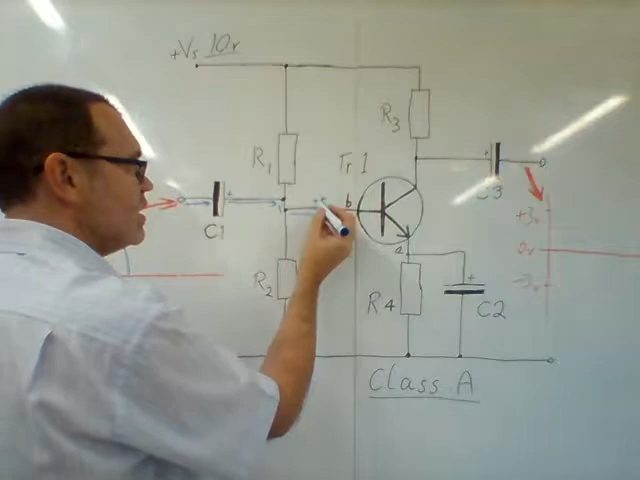 +Vs 10v
R3
R1
Tr 1
b
C1
C3
+3v
0v
-3v
e
R2
R4
C2
Class A